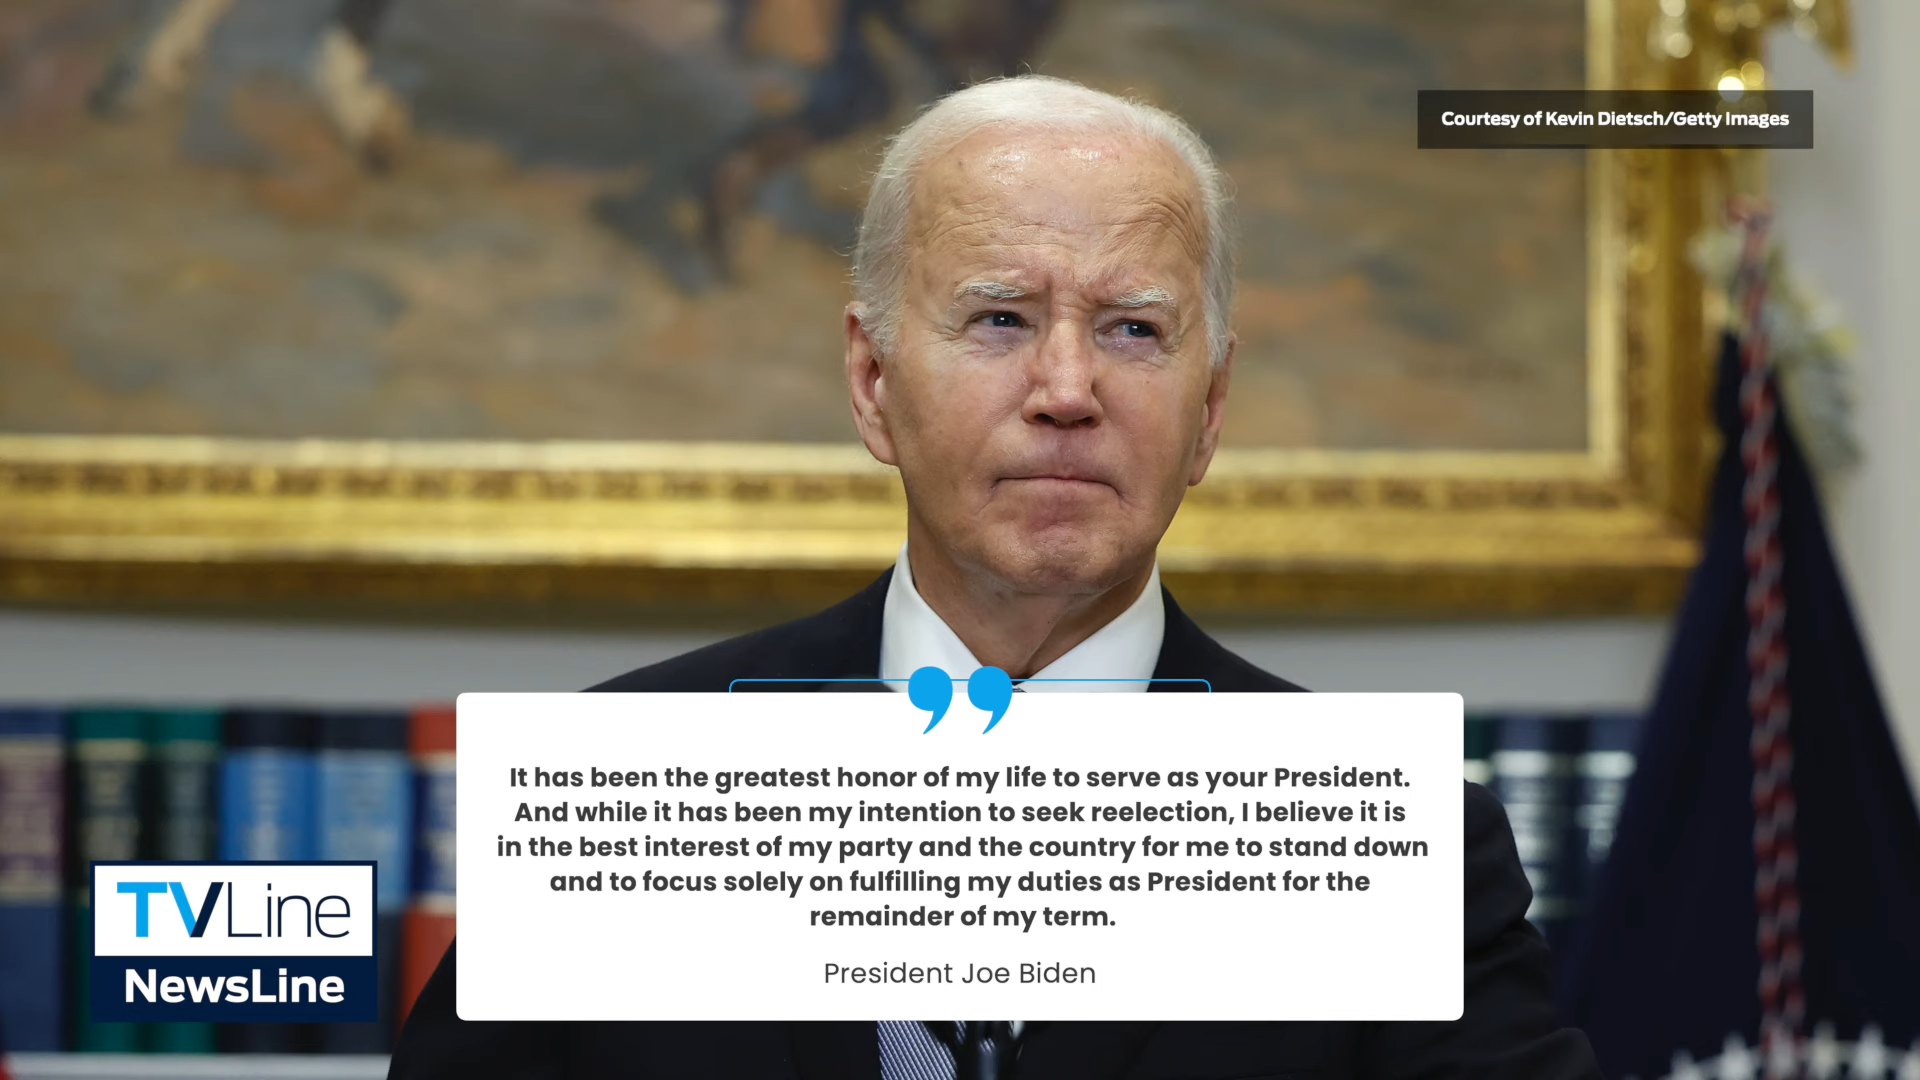 Courtesy of Kevin Dietsch/Getty Images
It has been the greatest honor of my life to serve as your President.
And while it has been my intention to seek reelection, I believe it is
in the best interest of my party and the country for me to stand down
and to focus solely on fulfilling my duties as President for the
remainder of my term.
President Joe Biden
TVLine
NewsLine